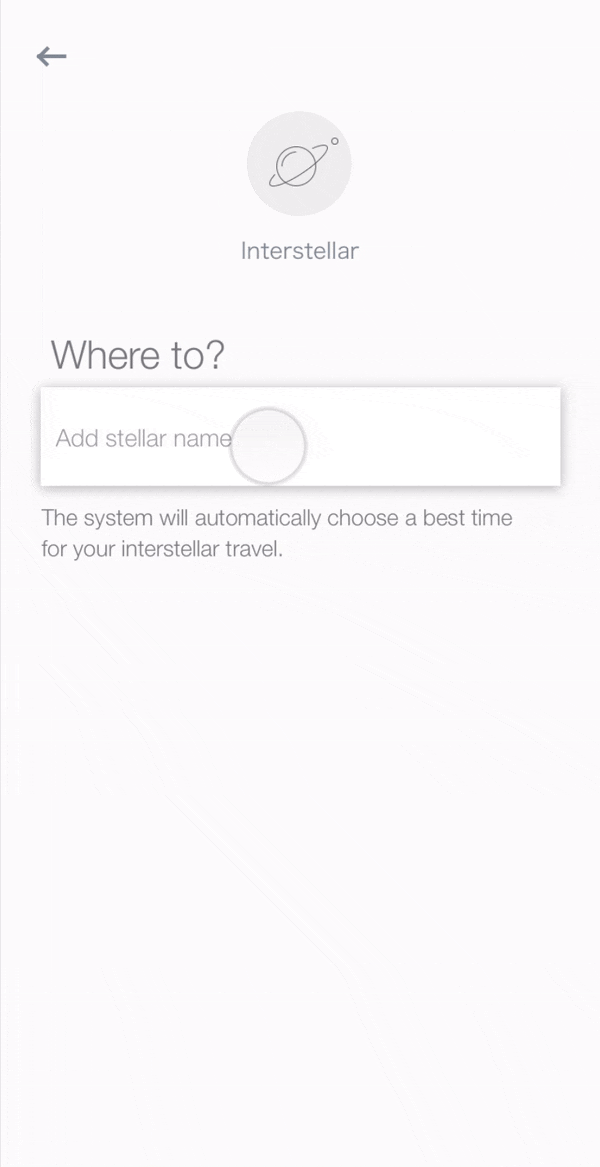 Interstellar
Where to?
Add stellar name
The system will automatically choose a best time
for your interstellar travel.